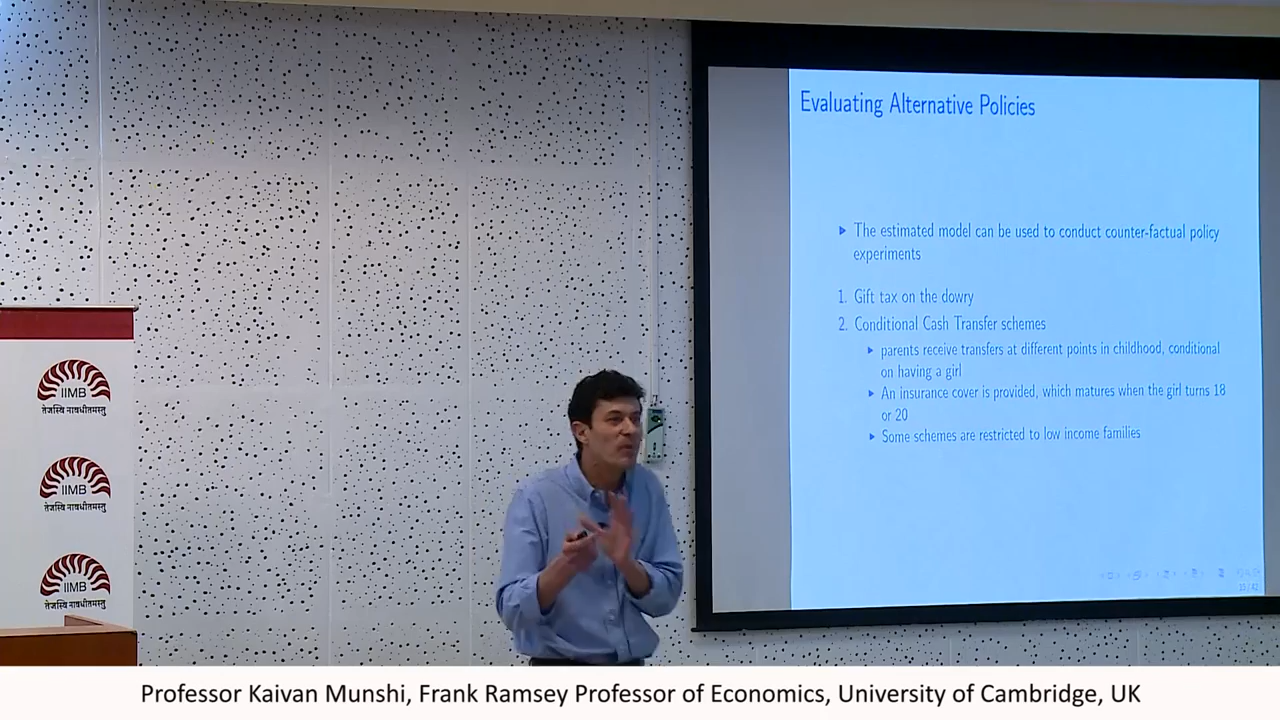 Evaluating Alternative Policies
The estimated model can be used to conduct counter-factual policy
experiments
1. Gift tax on the dowry
2. Conditional Cash Transfer schemes
parents receive transfers at different points in childhood, conditional
on having a girl
An insurance cover is provided, which matures when the girl turns 18
or 20
Some schemes are restricted to low income families
IIMB
तेजस्वि नावधीतमस्तु
IIMB
तेजस्वि नावधीतमस्तु
IIMB
तेजस्वि नावधीतमस्तु
Professor Kaivan Munshi, Frank Ramsey Professor of Economics, University of Cambridge, UK